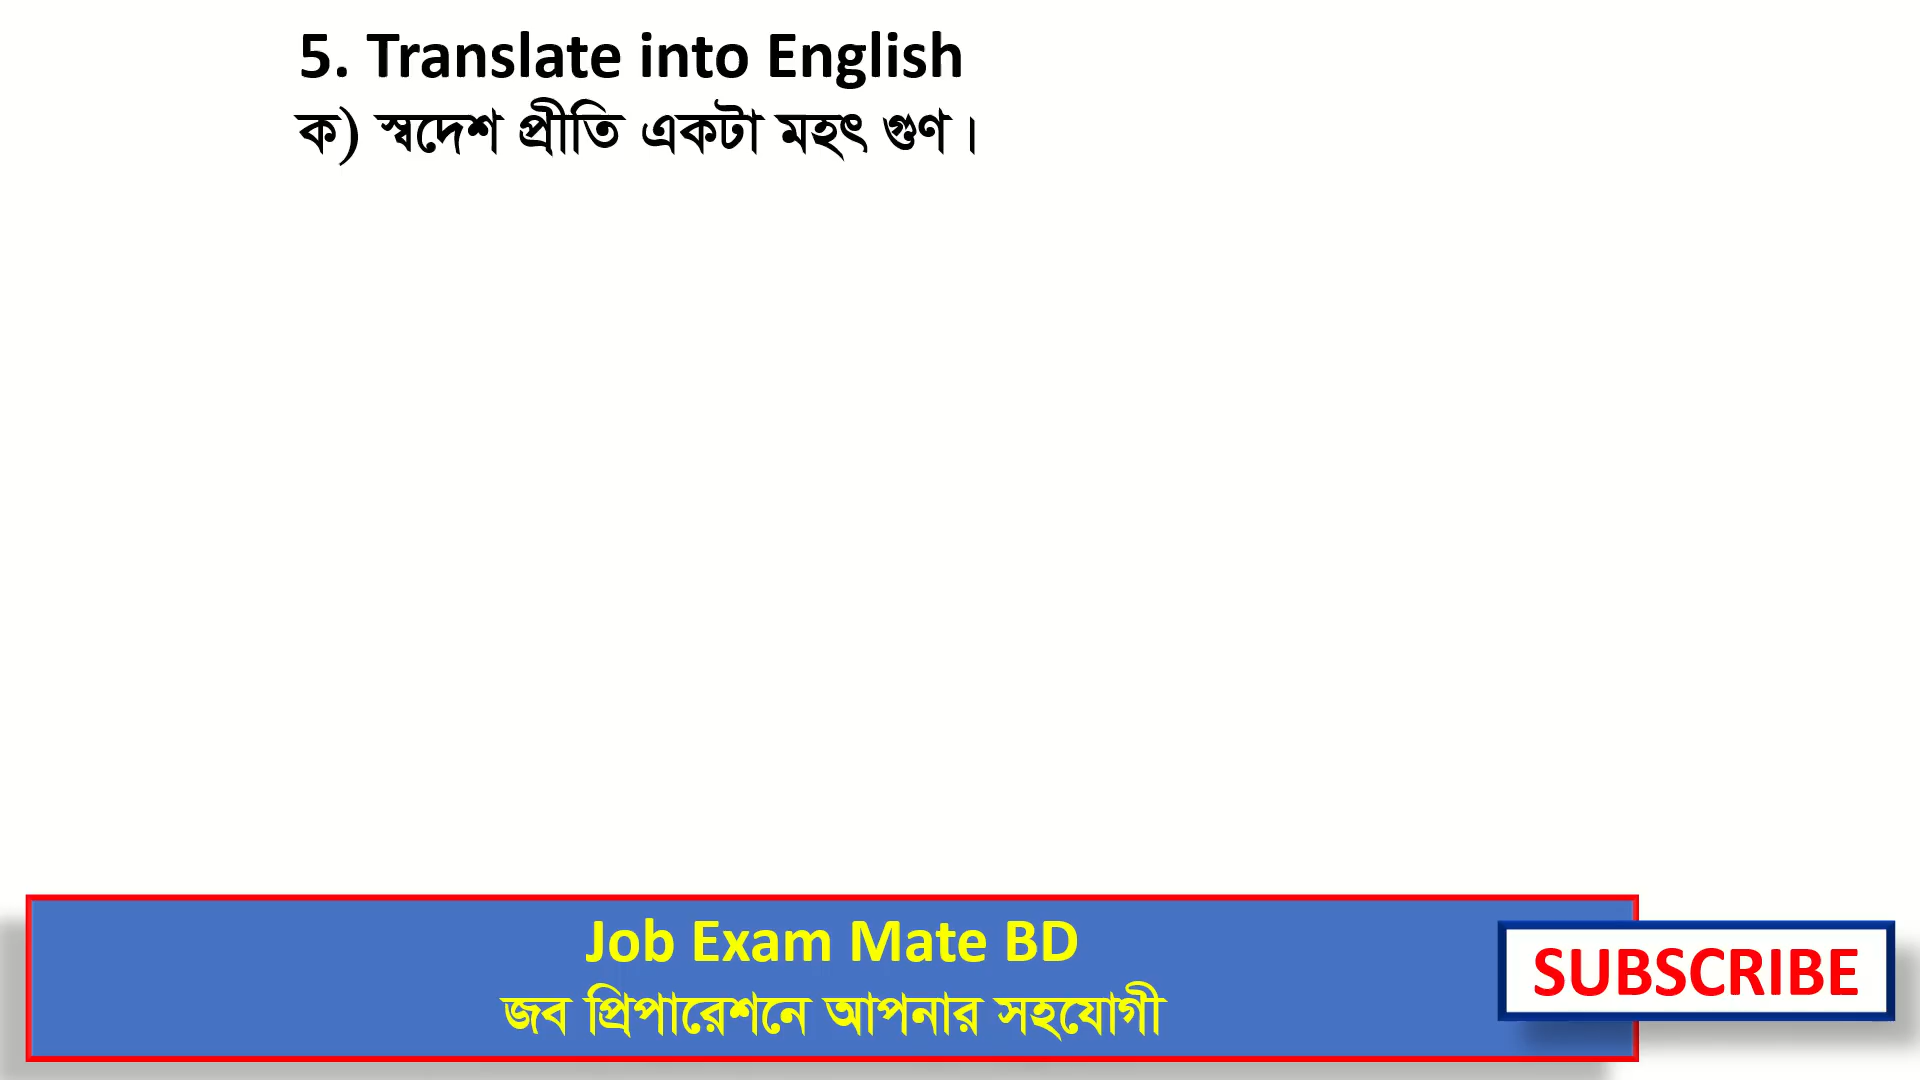 5. Translate into English
ক) স্বদেশ প্রীতি একটা মহৎ গুণ।
Job Exam Mate BD
জব প্রিপারেশনে আপনার সহযোগী
SUBSCRIBE